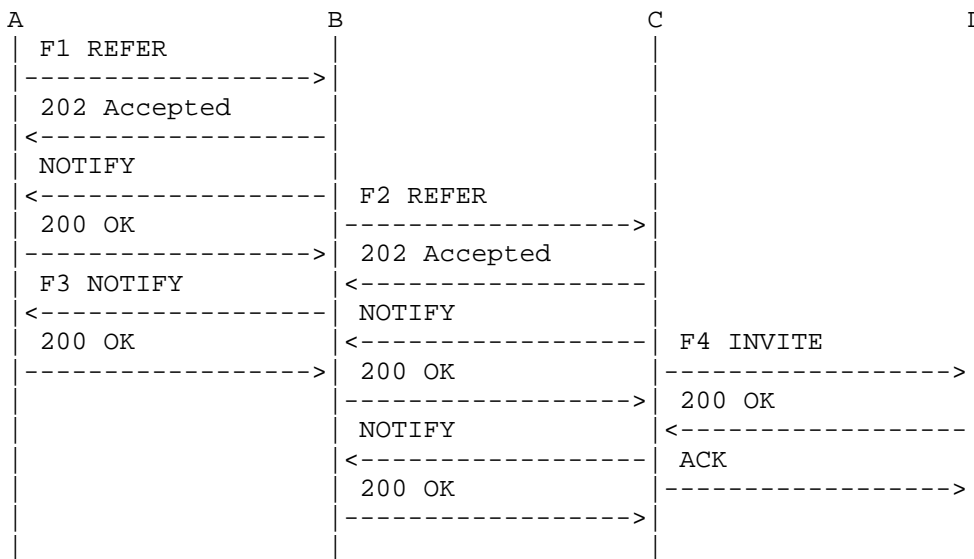 A B C
F1 REFER
------------------>
202 Accepted
<------------------
NOTIFY
<------------------ F2 REFER
200 OK ------------------>
------------------> 202 Accepted
F3 NOTIFY <------------------
<------------------ NOTIFY
200 OK <------------------ F4 INVITE
------------------> 200 OK ------------------>
------------------> 200 OK
NOTIFY <------------------
<------------------ ACK
200 OK ------------------>
------------------>